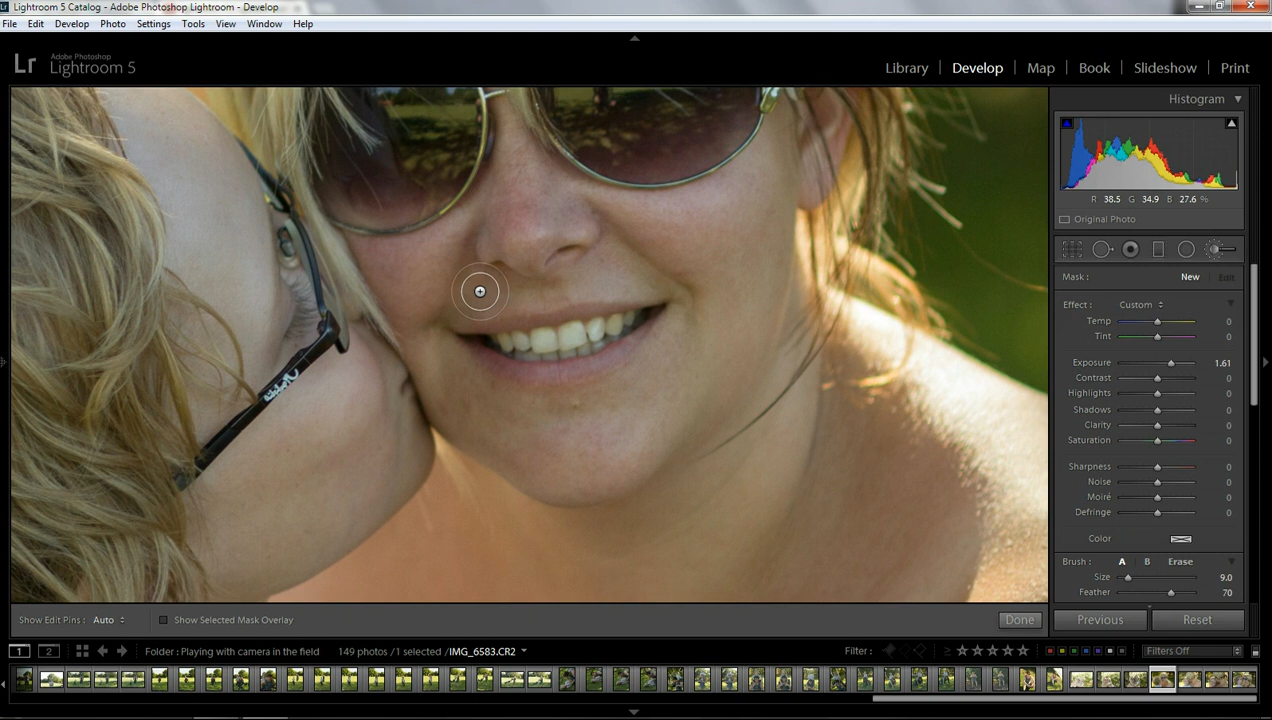 Lightroom 5 Catalog - Adobe Photoshop Lightroom - Develop
File Edit Develop Photo Settings Tools View Window Help
Lr Adobe Photoshop
Lightroom 5
Library | Develop | Map | Book | Slideshow | Print
Histogram
R 38.5 G 34.9 B 27.6 %
Original Photo
Mask : New Edit
Effect : Custom
Temp 0
Tint 0
Exposure 1.61
Contrast 0
Highlights 0
Shadows 0
Clarity 0
Saturation 0
Sharpness 0
Noise 0
Moiré 0
Defringe 0
Color
Brush : A B Erase
Size 9.0
Feather 70
Show Edit Pins : Auto Show Selected Mask Overlay Done
Previous Reset
1 2 Folder : Playing with camera in the field 149 photos /1 selected /IMG_6583.CR2 Filter : Filters Off